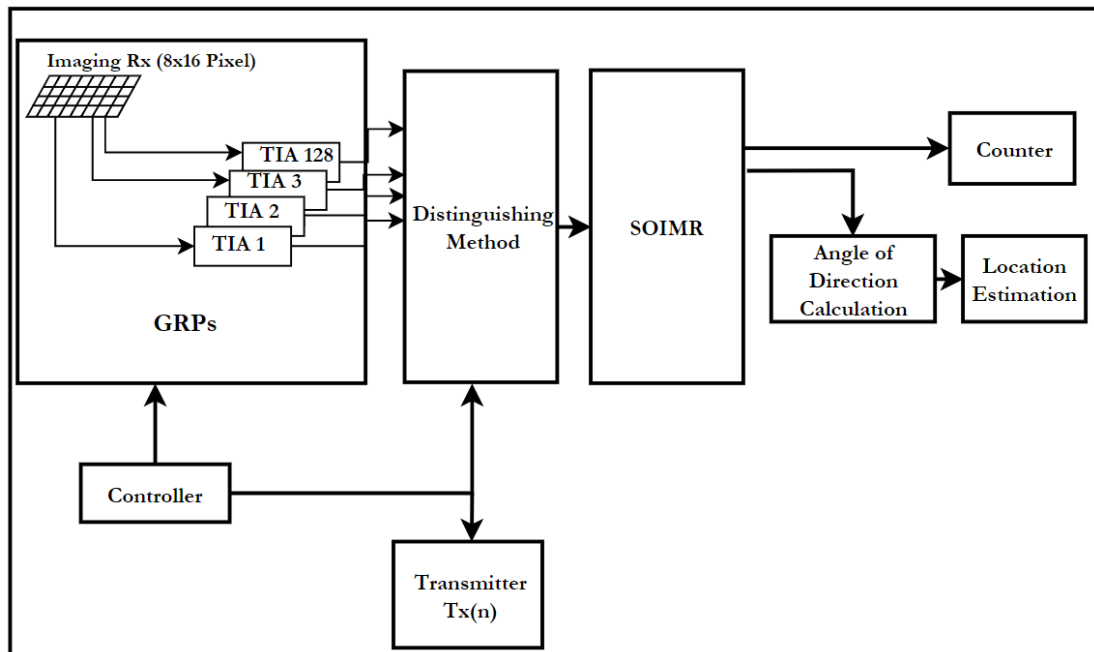 Imaging Rx (8x16 Pixel)
TIA 128
TIA 3
TIA 2
TIA 1
GRPs
Distinguishing
Method
SOIMR
Counter
Angle of
Direction
Calculation
Location
Estimation
Controller
Transmitter
Tx(n)